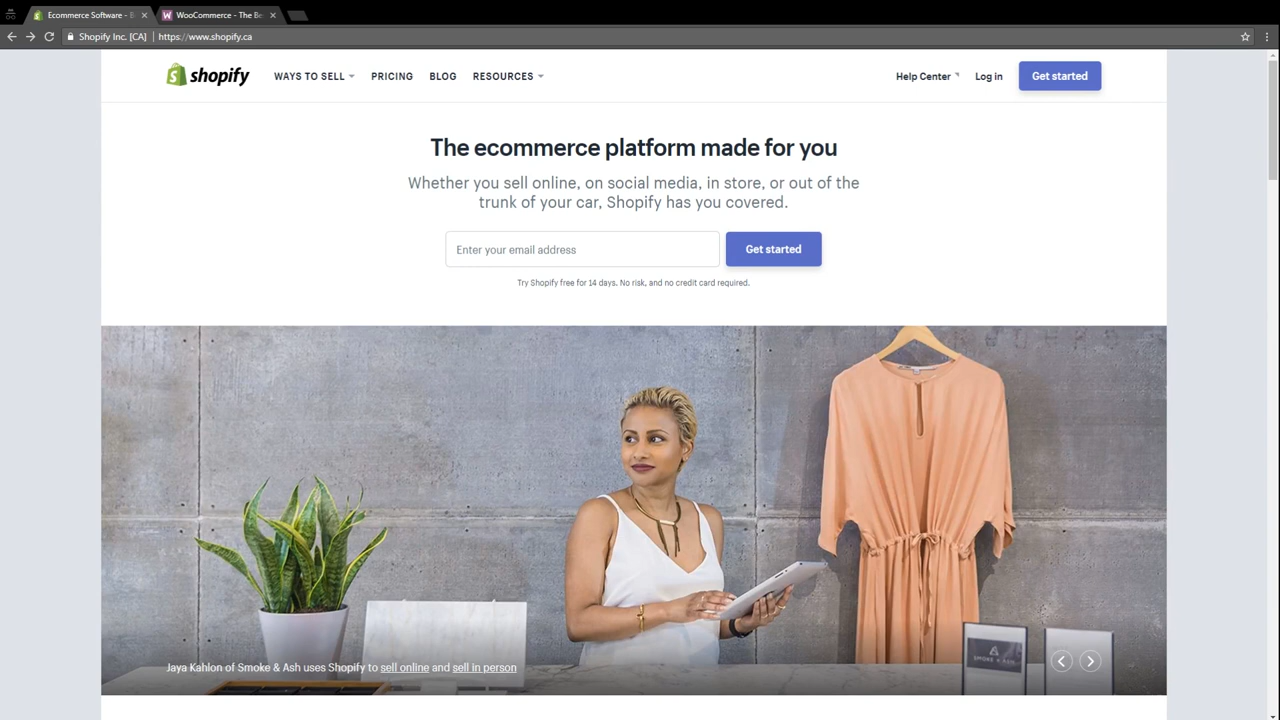 Ecommerce Software - B
WooCommerce - The Be
Shopify Inc. [CA] | https://www.shopify.ca
shopify WAYS TO SELL PRICING BLOG RESOURCES Help Center Log in Get started
The ecommerce platform made for you
Whether you sell online, on social media, in store, or out of the
trunk of your car, Shopify has you covered.
Enter your email address Get started
Try Shopify free for 14 days. No risk, and no credit card required.
SMOKE & ASH
Jaya Kahlon of Smoke & Ash uses Shopify to sell online and sell in person